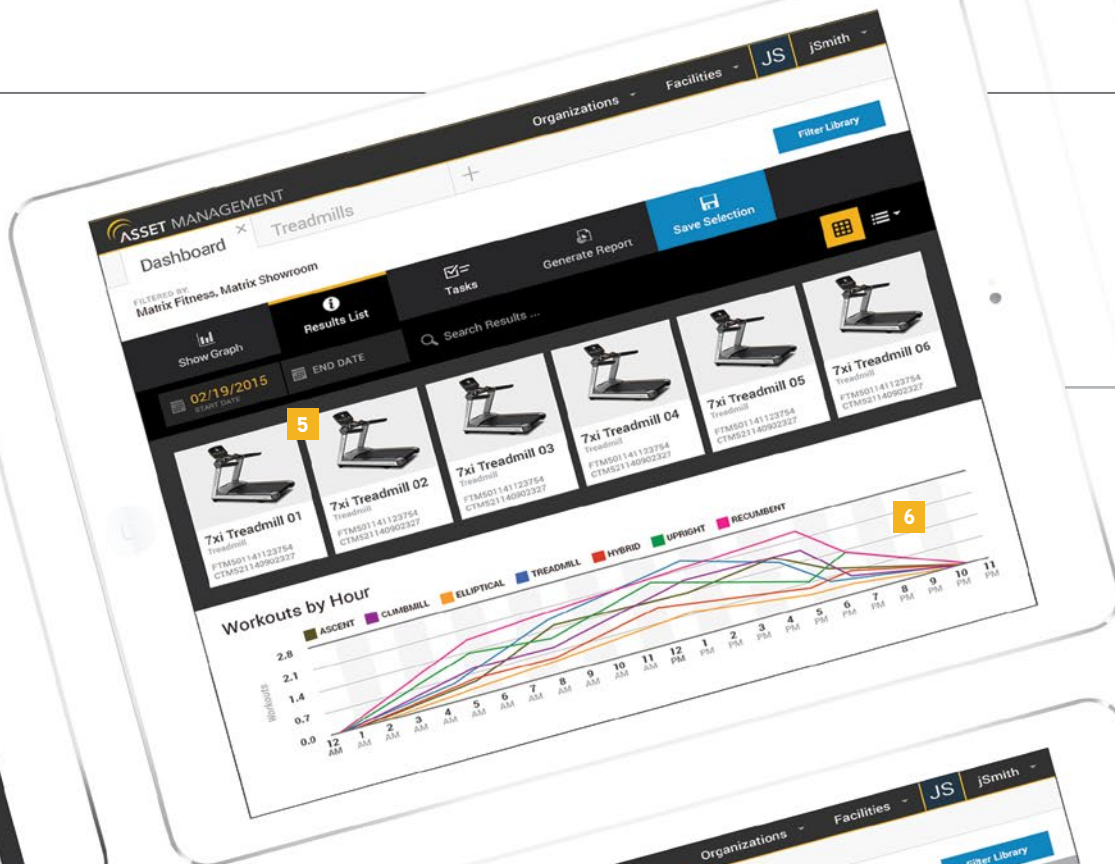 Organizations
Facilities
JS
jSmith
ASSET MANAGEMENT
Dashboard
×
Treadmills
+
Filter Library
FILTERED BY:
Matrix Fitness, Matrix Showroom
Show Graph
Results List
Tasks
Generate Report
Save Selection
02/19/2015
START DATE
END DATE
Search Results ...
5
7xi Treadmill 01
Treadmill
FTM501141123754
CTM521140902327
7xi Treadmill 02
Treadmill
FTM501141123754
CTM521140902327
7xi Treadmill 03
Treadmill
FTM501141123754
CTM521140902327
7xi Treadmill 04
Treadmill
FTM501141123754
CTM521140902327
7xi Treadmill 05
Treadmill
FTM501141123754
CTM521140902327
7xi Treadmill 06
Treadmill
FTM501141123754
CTM521140902327
6
Workouts by Hour
ASCENT CLIMBMILL ELLIPTICAL TREADMILL HYBRID UPRIGHT RECUMBENT
Workouts
2.8
2.1
1.4
0.7
0.0
12 AM 1 AM 2 AM 3 AM 4 AM 5 AM 6 AM 7 AM 8 AM 9 AM 10 AM 11 AM 12 PM 1 PM 2 PM 3 PM 4 PM 5 PM 6 PM 7 PM 8 PM 9 PM 10 PM 11 PM
Organizations
Facilities
JS
jSmith
Filter Library